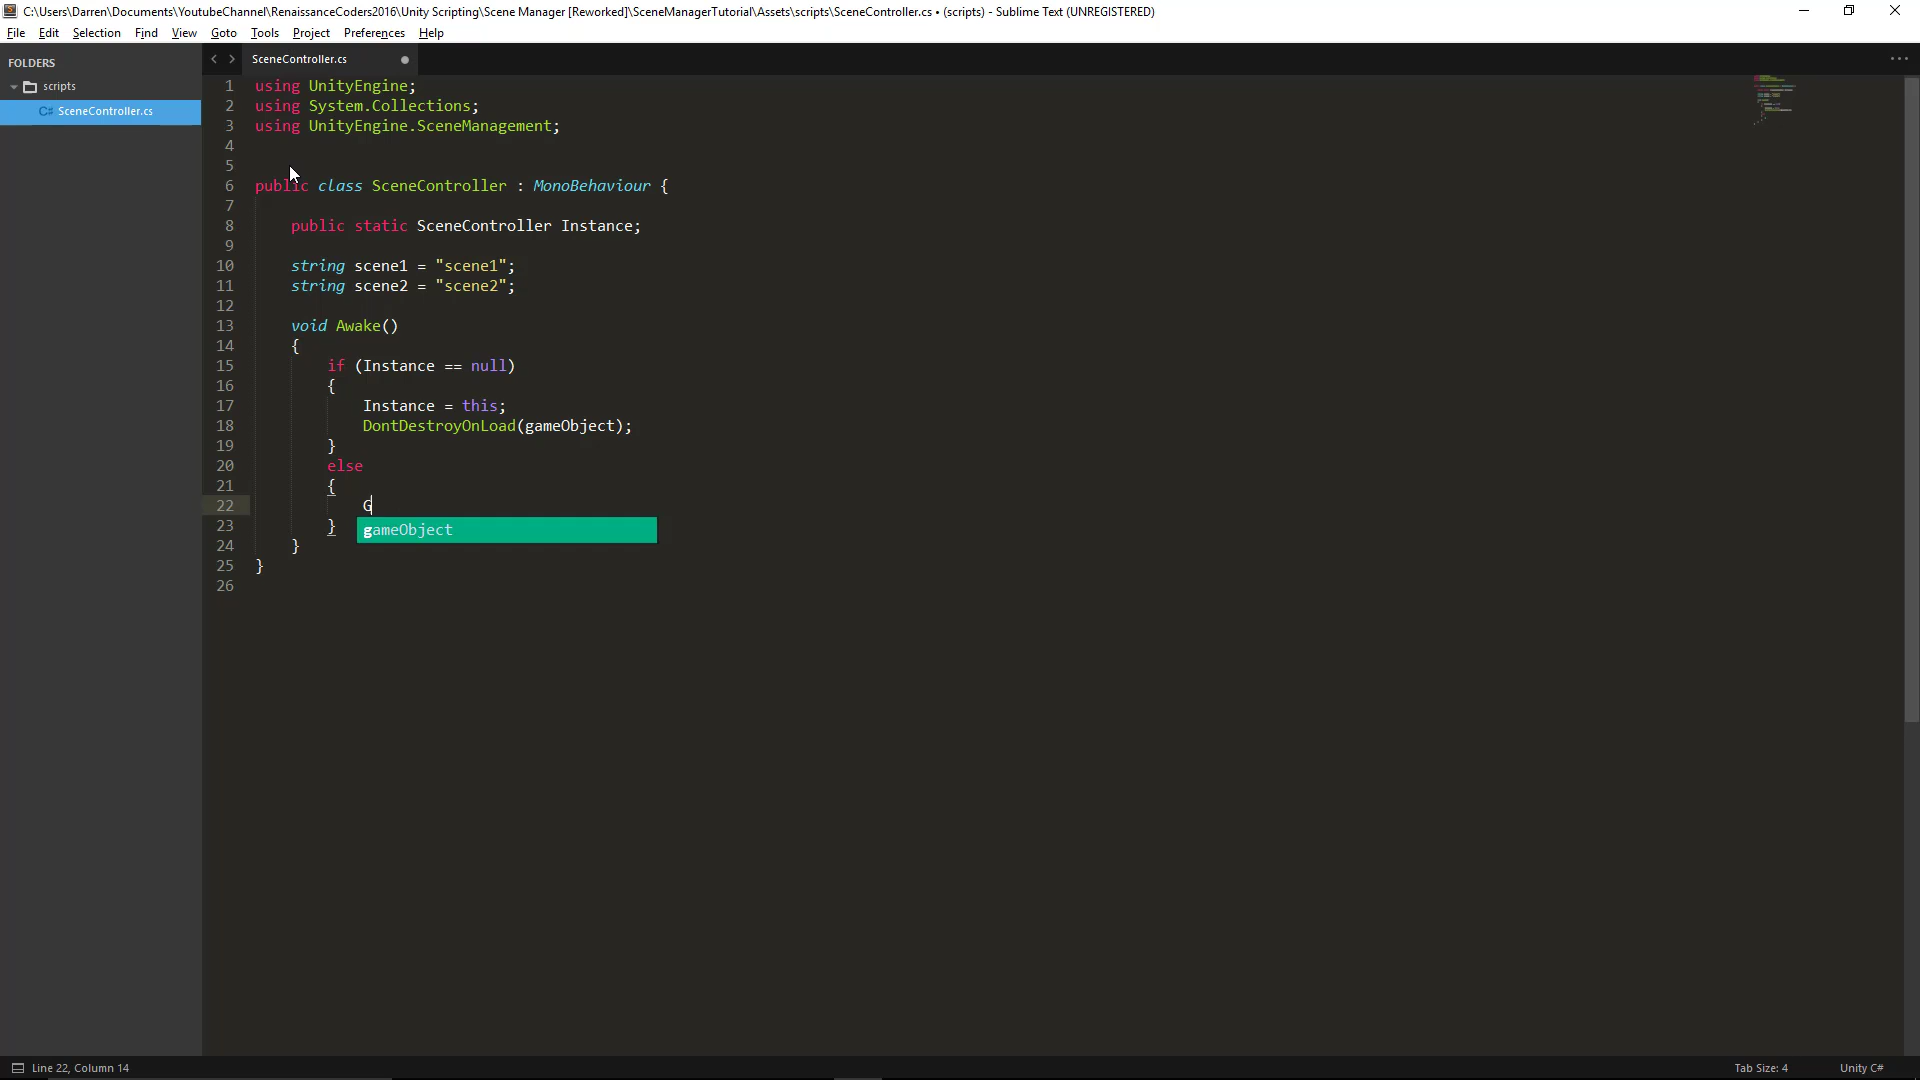 C:\Users\Darren\Documents\YoutubeChannel\RenaissanceCoders2016\Unity Scripting\Scene Manager [Reworked]\SceneManagerTutorial\Assets\scripts\SceneController.cs • (scripts) - Sublime Text (UNREGISTERED)
File Edit Selection Find View Goto Tools Project Preferences Help
FOLDERS
scripts
C# SceneController.cs
SceneController.cs
1 using UnityEngine;
2 using System.Collections;
3 using UnityEngine.SceneManagement;
4
5
6 public class SceneController : MonoBehaviour {
7
8 public static SceneController Instance;
9
10 string scene1 = "scene1";
11 string scene2 = "scene2";
12
13 void Awake()
14 {
15 if (Instance == null)
16 {
17 Instance = this;
18 DontDestroyOnLoad(gameObject);
19 }
20 else
21 {
22 G
gameObject
23 }
24 }
25 }
26
Line 22, Column 14
Tab Size: 4
Unity C#